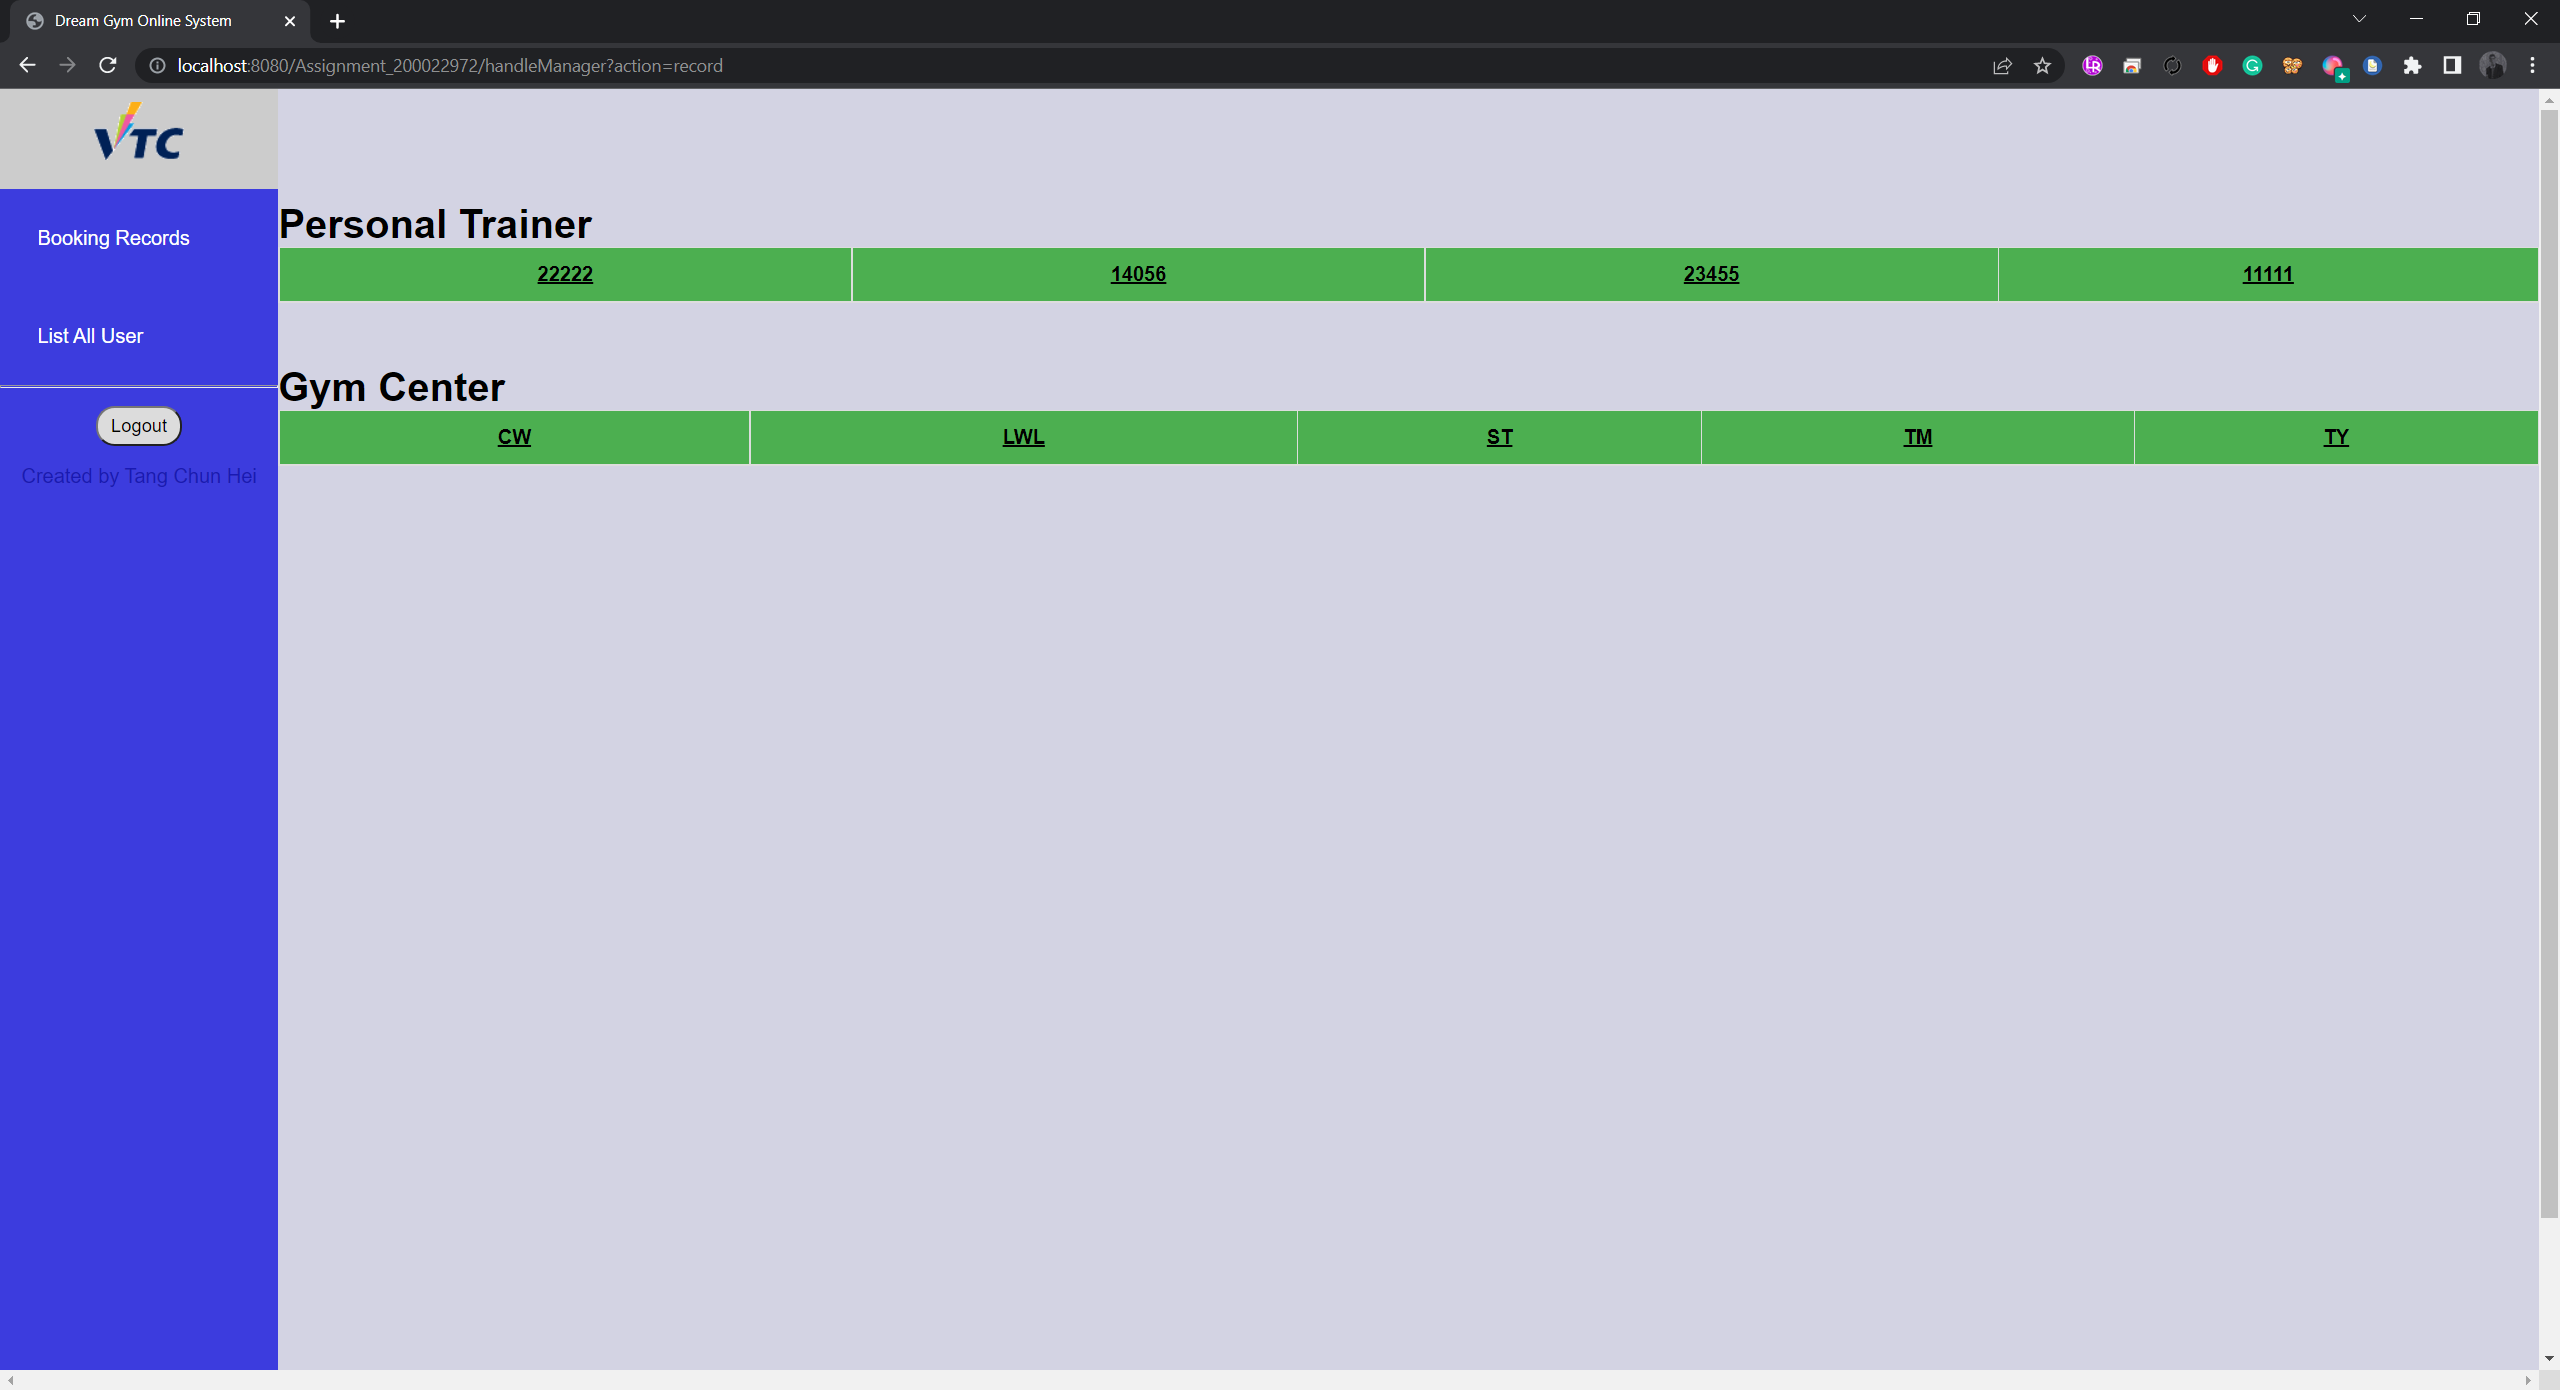 Dream Gym Online System
localhost:8080/Assignment_200022972/handleManager?action=record
VTC
Booking Records
List All User
Logout
Created by Tang Chun Hei
Personal Trainer
22222 14056 23455 11111
Gym Center
CW LWL ST TM TY